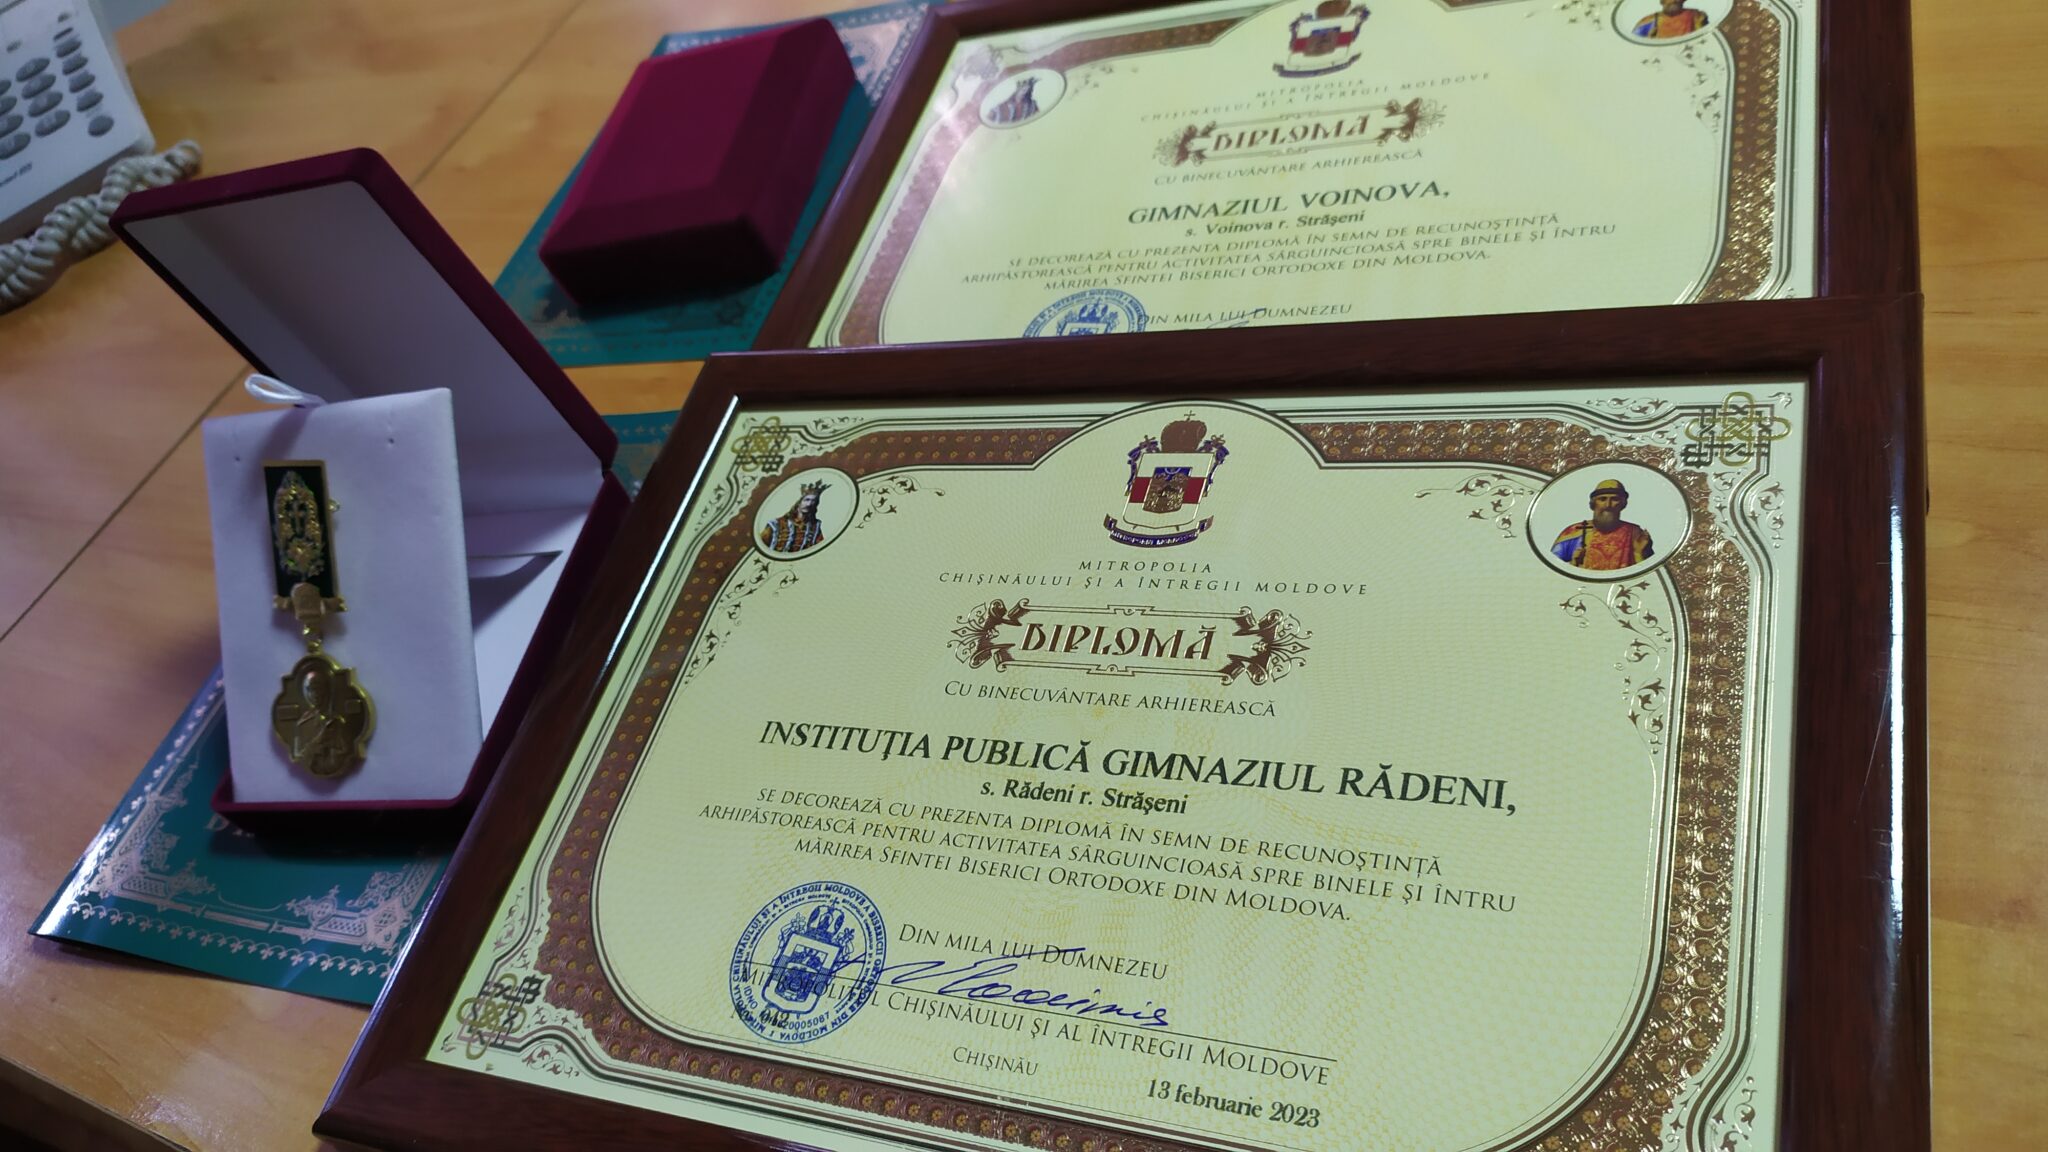 MITROPOLIA
CHIȘINĂULUI ȘI A ÎNTREGII MOLDOVE
DIPLOMĂ
CU BINECUVÂNTARE ARHIEREASCĂ
GIMNAZIUL VOINOVA,
s. Voinova r. Străşeni
SE DECOREAZĂ CU PREZENTA DIPLOMĂ ÎN SEMN DE RECUNOȘTINȚĂ
ARHIPĂSTOREASCĂ PENTRU ACTIVITATEA SÂRGUINCIOASĂ SPRE BINELE ȘI ÎNTRU
MĂRIREA SFINTEI BISERICI ORTODOXE DIN MOLDOVA.
DIN MILA LUI DUMNEZEU
MITROPOLIA
CHIȘINĂULUI ȘI A ÎNTREGII MOLDOVE
DIPLOMĂ
CU BINECUVÂNTARE ARHIEREASCĂ
INSTITUŢIA PUBLICĂ GIMNAZIUL RĂDENI,
s. Rădeni r. Străşeni
SE DECOREAZĂ CU PREZENTA DIPLOMĂ ÎN SEMN DE RECUNOȘTINȚĂ
ARHIPĂSTOREASCĂ PENTRU ACTIVITATEA SÂRGUINCIOASĂ SPRE BINELE ȘI ÎNTRU
MĂRIREA SFINTEI BISERICI ORTODOXE DIN MOLDOVA.
DIN MILA LUI DUMNEZEU
MITROPOLITUL CHIȘINĂULUI ȘI AL ÎNTREGII MOLDOVE
CHIȘINĂU
13 februarie 2023